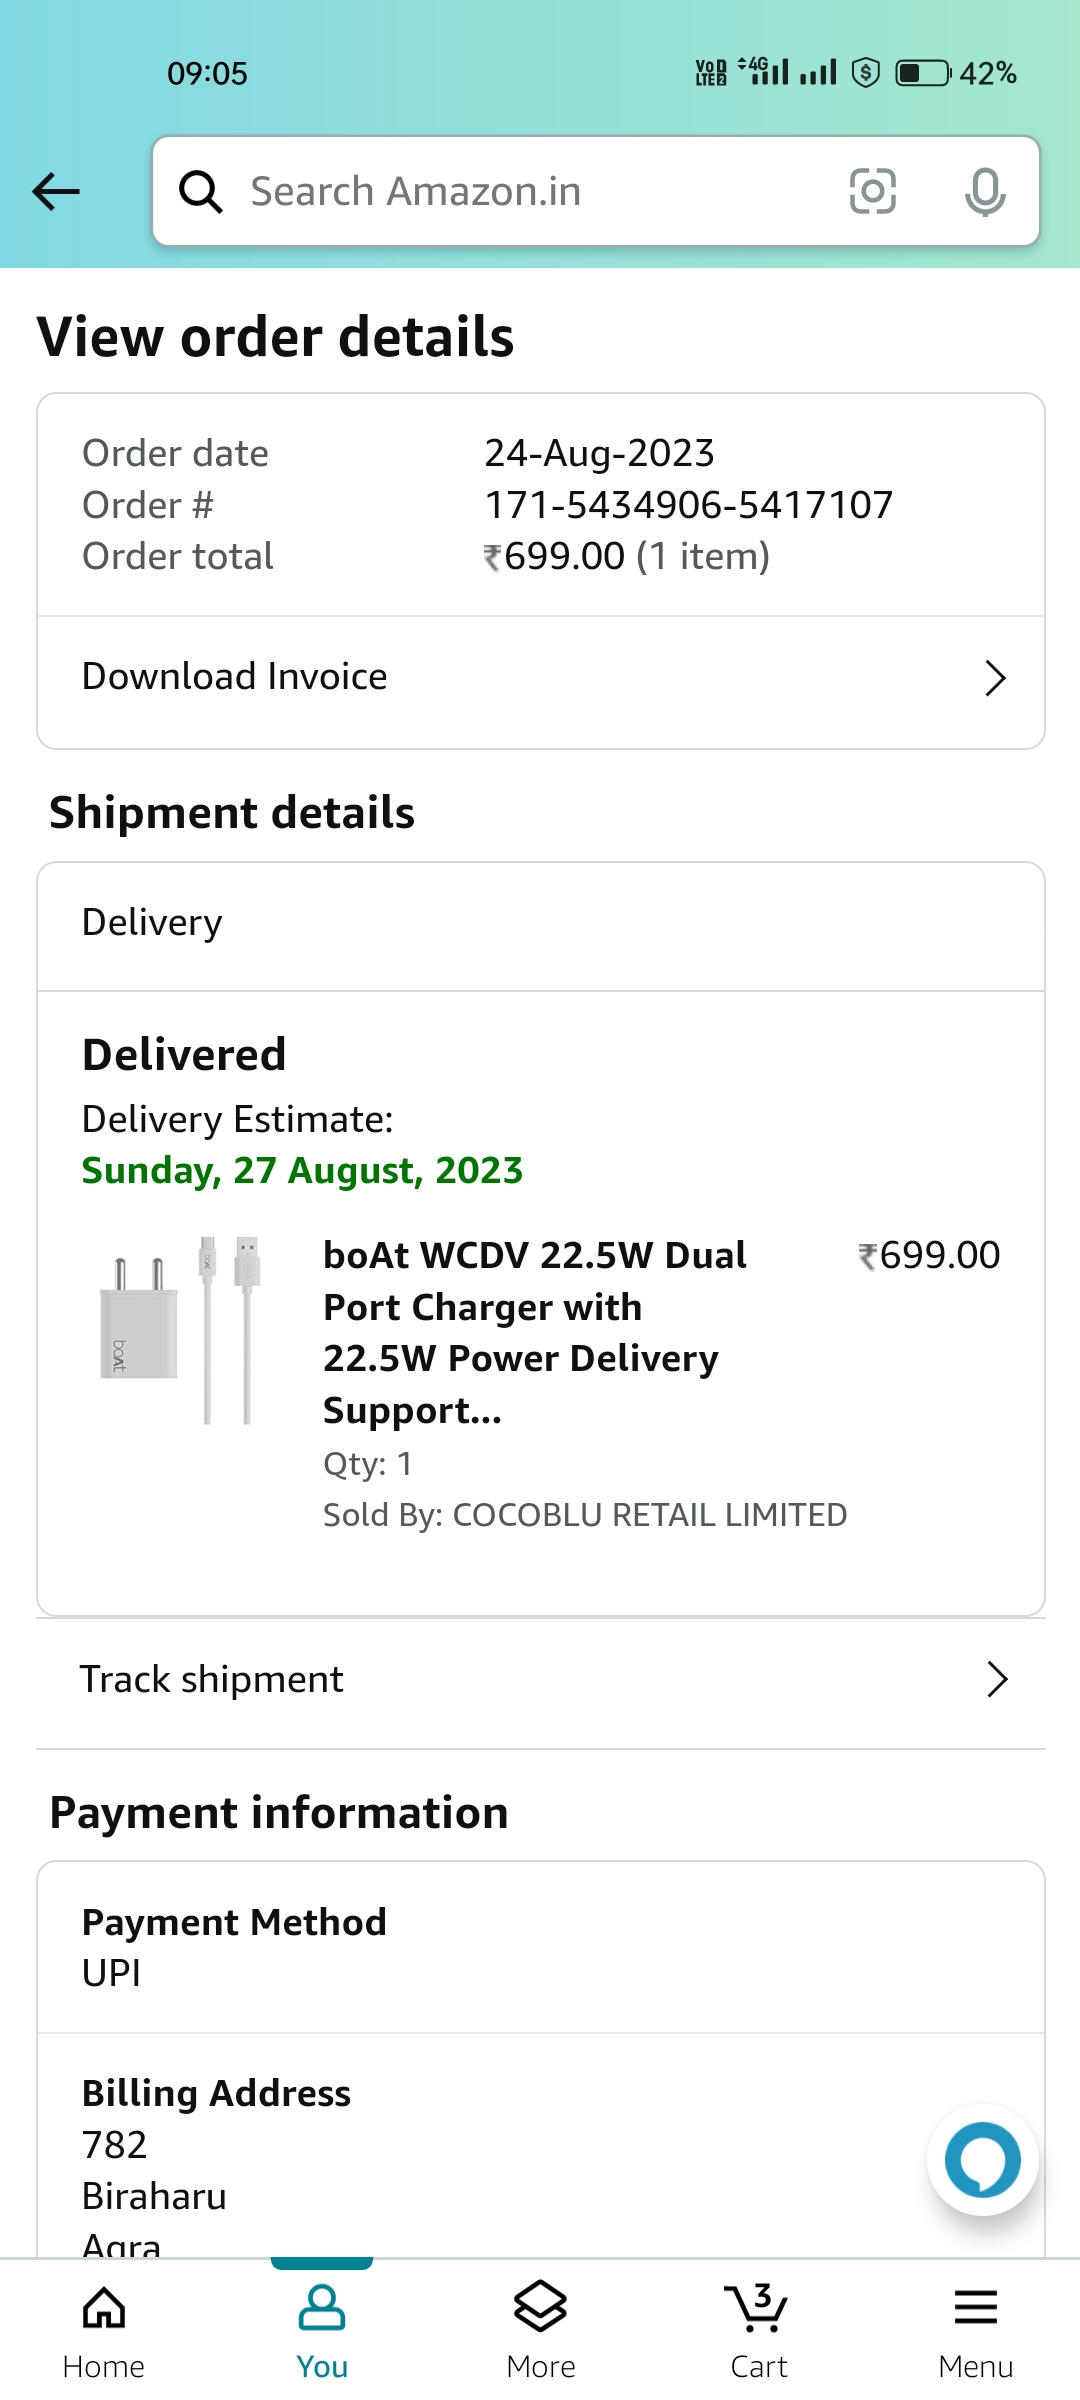 09:05
VoD LTE2 4G 42%
Search Amazon.in
View order details
Order date 24-Aug-2023
Order # 171-5434906-5417107
Order total ₹699.00 (1 item)
Download Invoice
Shipment details
Delivery
Delivered
Delivery Estimate:
Sunday, 27 August, 2023
boAt WCDV 22.5W Dual ₹699.00
Port Charger with
22.5W Power Delivery
Support...
boAt
boAt
Qty: 1
Sold By: COCOBLU RETAIL LIMITED
Track shipment
Payment information
Payment Method
UPI
Billing Address
782
Biraharu
Agra
3
Home You More Cart Menu